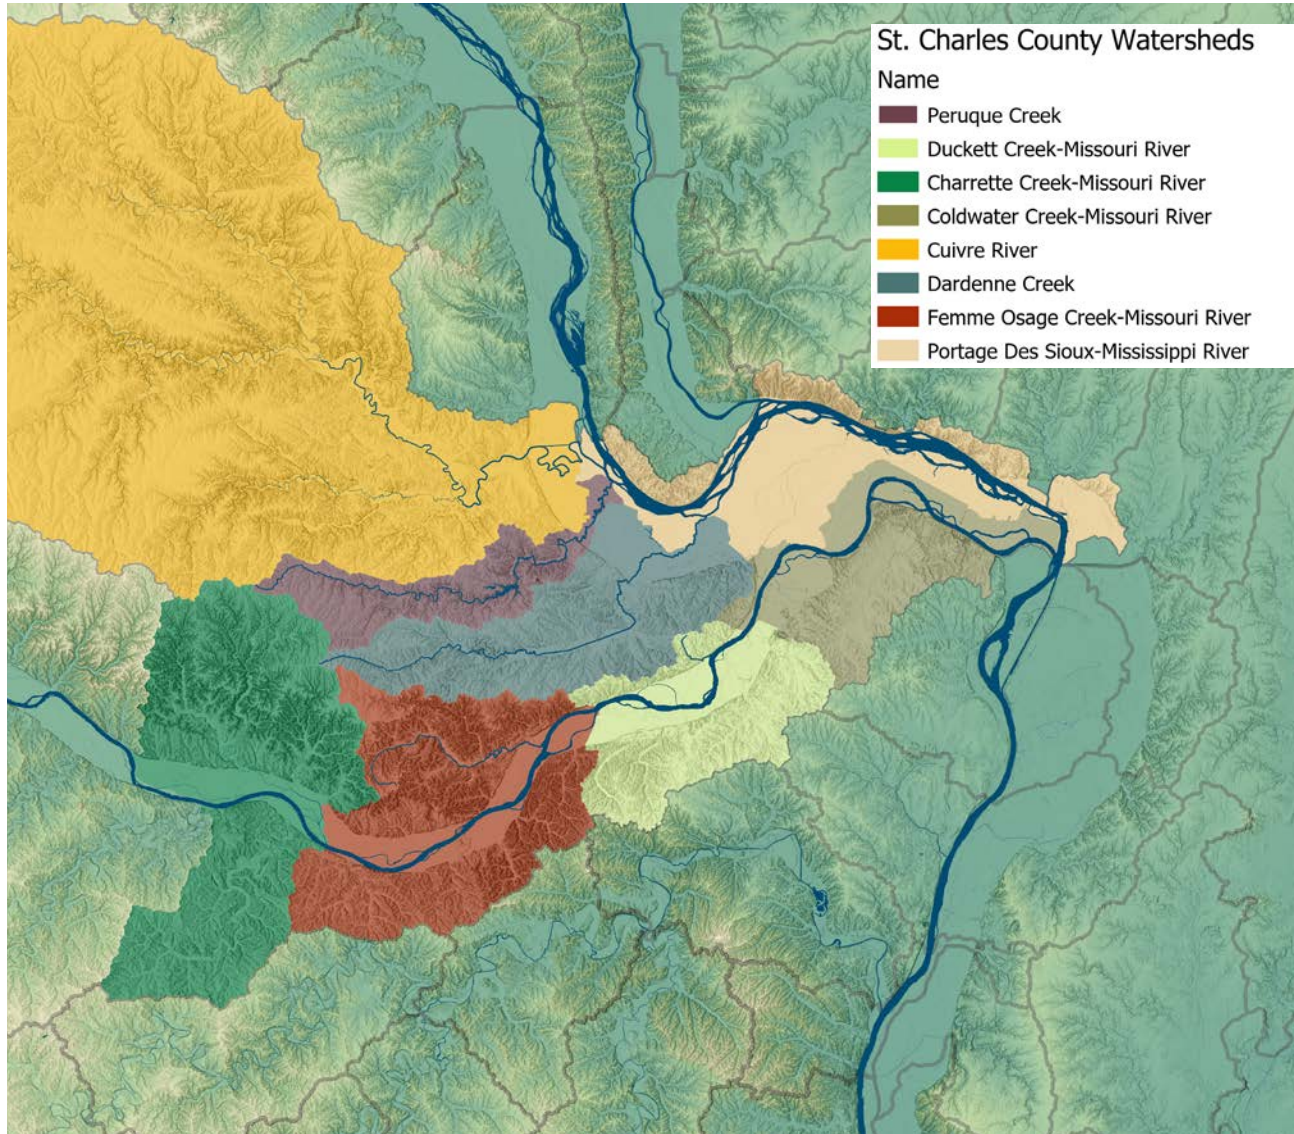 St. Charles County Watersheds
Name
Peruque Creek
Duckett Creek-Missouri River
Charrette Creek-Missouri River
Coldwater Creek-Missouri River
Cuivre River
Dardenne Creek
Femme Osage Creek-Missouri River
Portage Des Sioux-Mississippi River